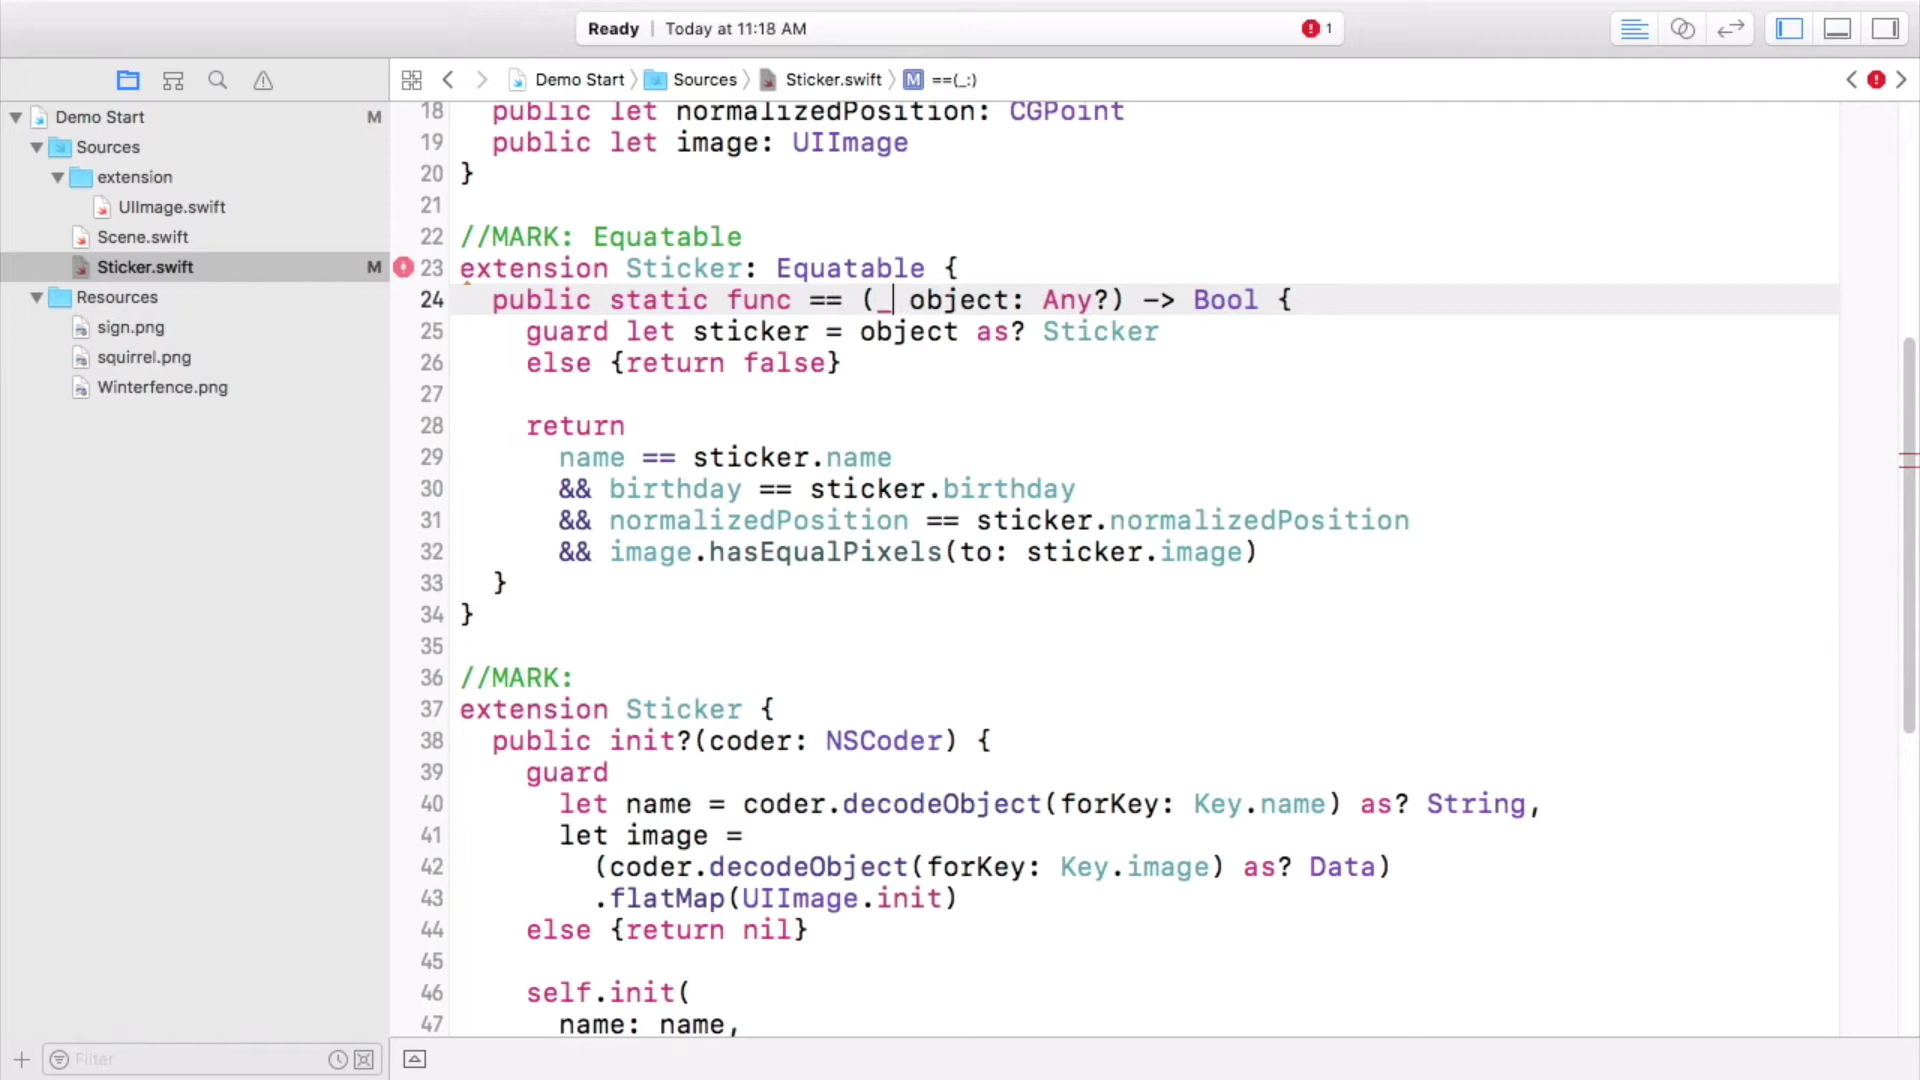 Ready | Today at 11:18 AM 1
Demo Start Sources Sticker.swift M ==(_:)
Demo Start M
Sources
extension
UIImage.swift
Scene.swift
Sticker.swift M
Resources
sign.png
squirrel.png
Winterfence.png
Filter
18 public let normalizedPosition: CGPoint
19 public let image: UIImage
20 }
21
22 //MARK: Equatable
23 extension Sticker: Equatable {
24 public static func == (_ object: Any?) -> Bool {
25 guard let sticker = object as? Sticker
26 else {return false}
27
28 return
29 name == sticker.name
30 && birthday == sticker.birthday
31 && normalizedPosition == sticker.normalizedPosition
32 && image.hasEqualPixels(to: sticker.image)
33 }
34 }
35
36 //MARK:
37 extension Sticker {
38 public init?(coder: NSCoder) {
39 guard
40 let name = coder.decodeObject(forKey: Key.name) as? String,
41 let image =
42 (coder.decodeObject(forKey: Key.image) as? Data)
43 .flatMap(UIImage.init)
44 else {return nil}
45
46 self.init(
47 name: name,